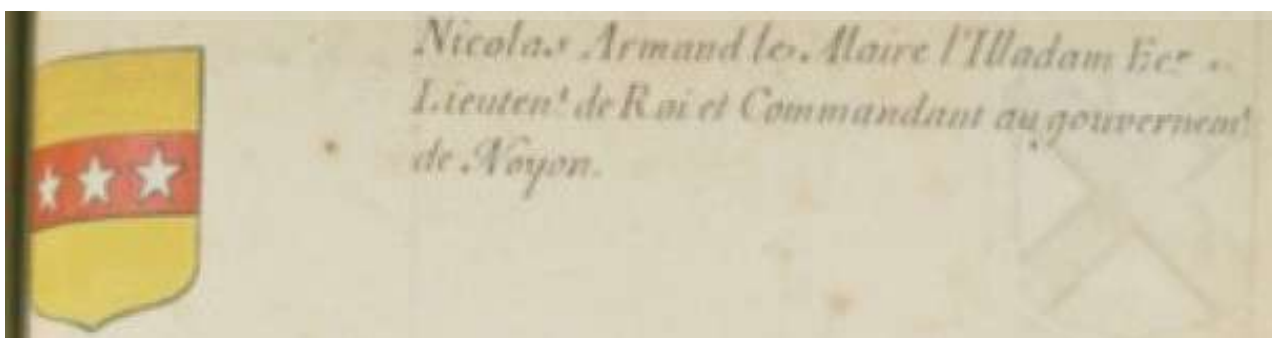 Nicolas Armand le Maire l'Illadam Ecr
Lieuten.t de Roi et Commandant au gouvernem.t
de Noyon.